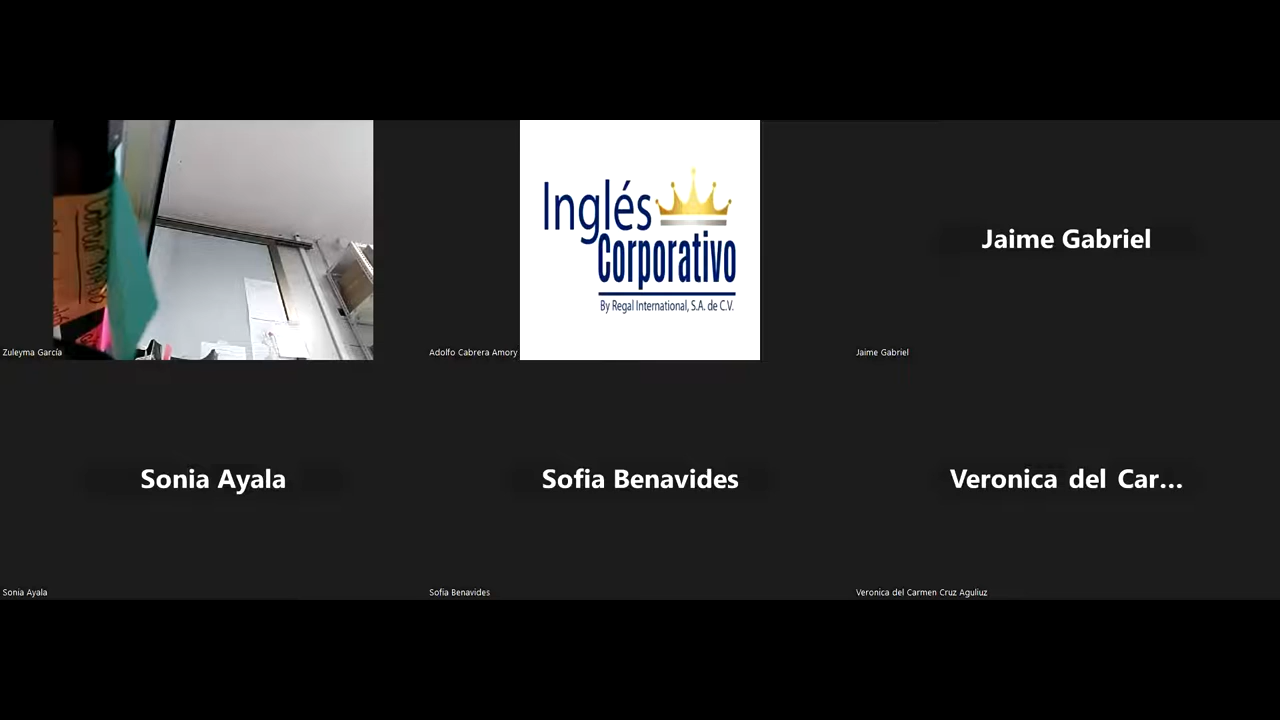 Inglés
Corporativo
By Regal International, S.A. de C.V.
Jaime Gabriel
Zuleyma García
Adolfo Cabrera Amory
Jaime Gabriel
Sonia Ayala
Sofia Benavides
Veronica del Car...
Sonia Ayala
Sofia Benavides
Veronica del Carmen Cruz Aguliuz